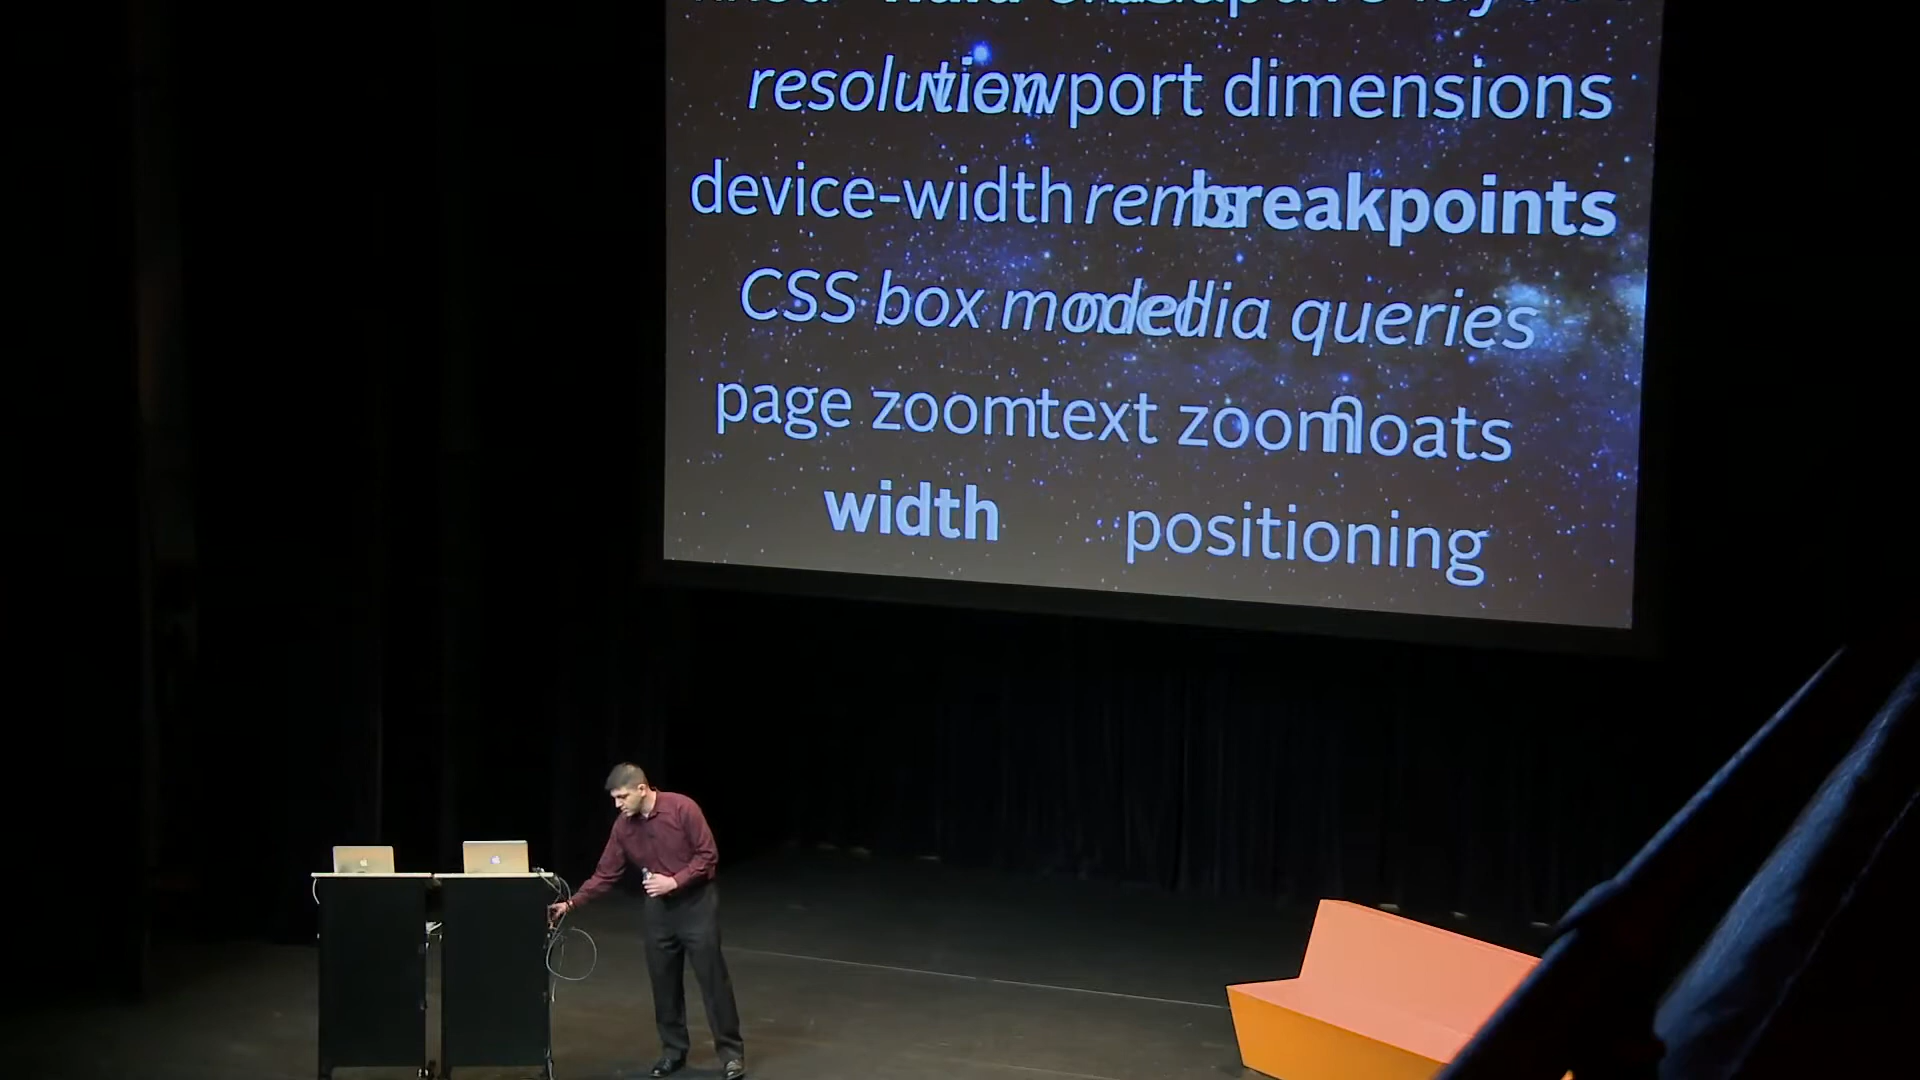 resolution viewport dimensions
device-width rems breakpoints
CSS box model media queries
page zoom text zoom floats
width positioning